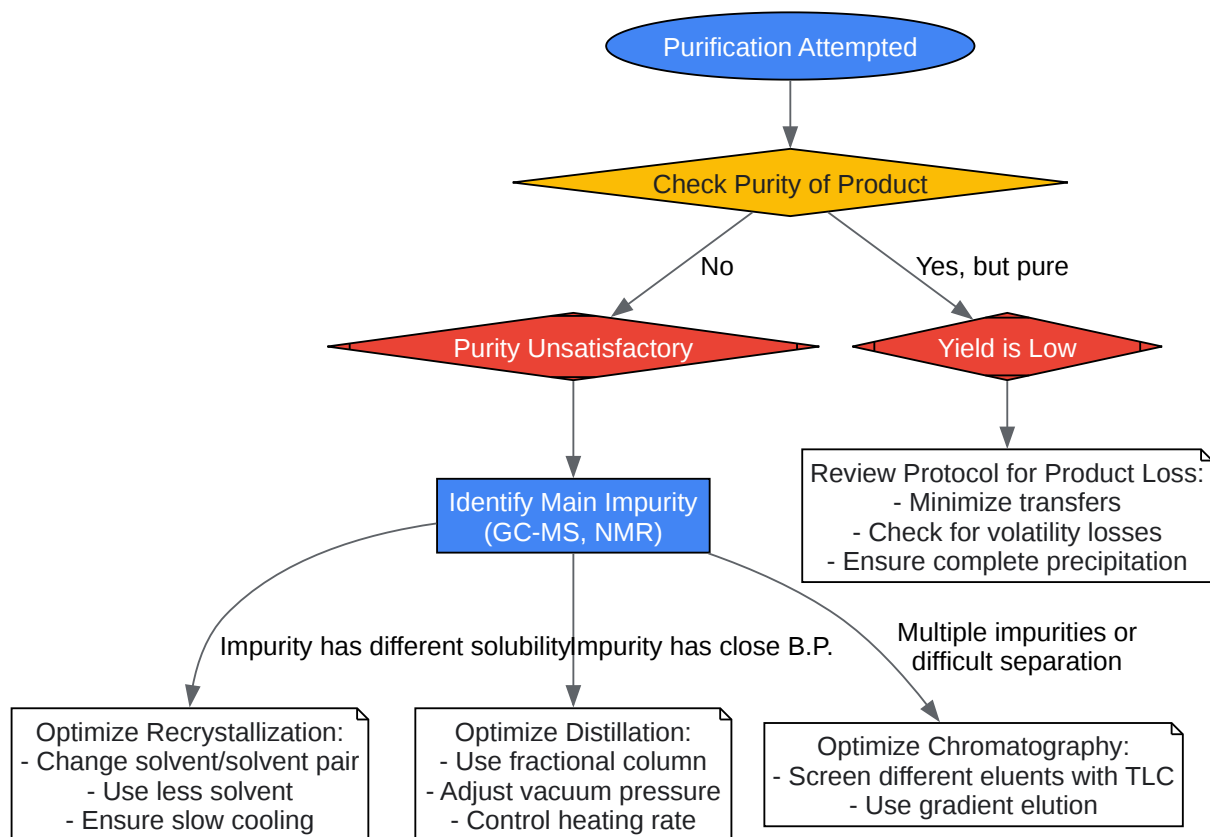 Purification Attempted
Check Purity of Product
No
Yes, but pure
Purity Unsatisfactory
Yield is Low
Identify Main Impurity
(GC-MS, NMR)
Review Protocol for Product Loss:
- Minimize transfers
- Check for volatility losses
- Ensure complete precipitation
Impurity has different solubility
Impurity has close B.P.
Multiple impurities or
difficult separation
Optimize Recrystallization:
- Change solvent/solvent pair
- Use less solvent
- Ensure slow cooling
Optimize Distillation:
- Use fractional column
- Adjust vacuum pressure
- Control heating rate
Optimize Chromatography:
- Screen different eluents with TLC
- Use gradient elution